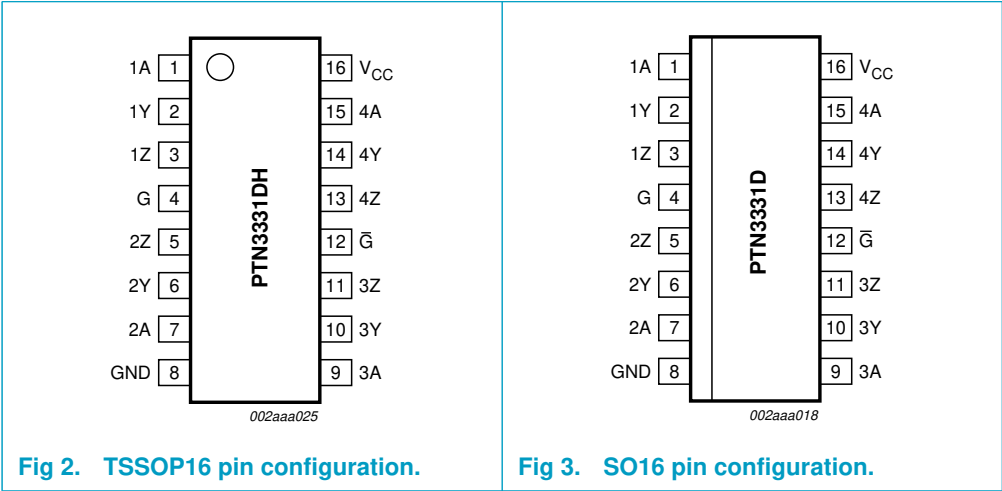 1A 1 16 VCC
1Y 2 15 4A
1Z 3 14 4Y
G 4 13 4Z
2Z 5 12 G̅
2Y 6 11 3Z
2A 7 10 3Y
GND 8 9 3A
PTN3331DH
002aaa025
Fig 2. TSSOP16 pin configuration.
1A 1 16 VCC
1Y 2 15 4A
1Z 3 14 4Y
G 4 13 4Z
2Z 5 12 G̅
2Y 6 11 3Z
2A 7 10 3Y
GND 8 9 3A
PTN3331D
002aaa018
Fig 3. SO16 pin configuration.